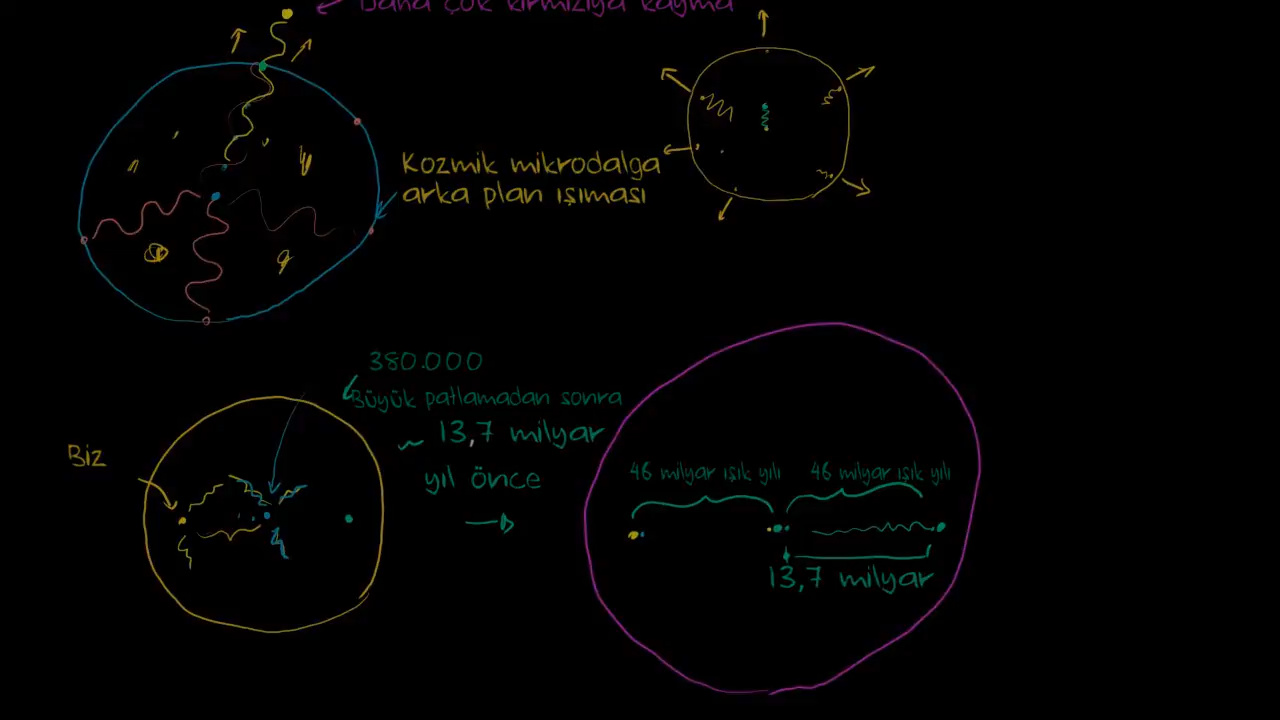 Daha çok kırmızıya kayma
Kozmik mikrodalga
arka plan ışıması
380.000
Büyük patlamadan sonra
~ 13,7 milyar
yıl önce
Biz
46 milyar ışık yılı
46 milyar ışık yılı
13,7 milyar